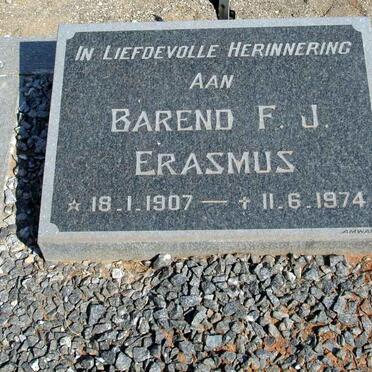 In Liefdevolle Herinnering
Aan
Barend F. J.
Erasmus
☆ 18.1.1907 — † 11.6.1974